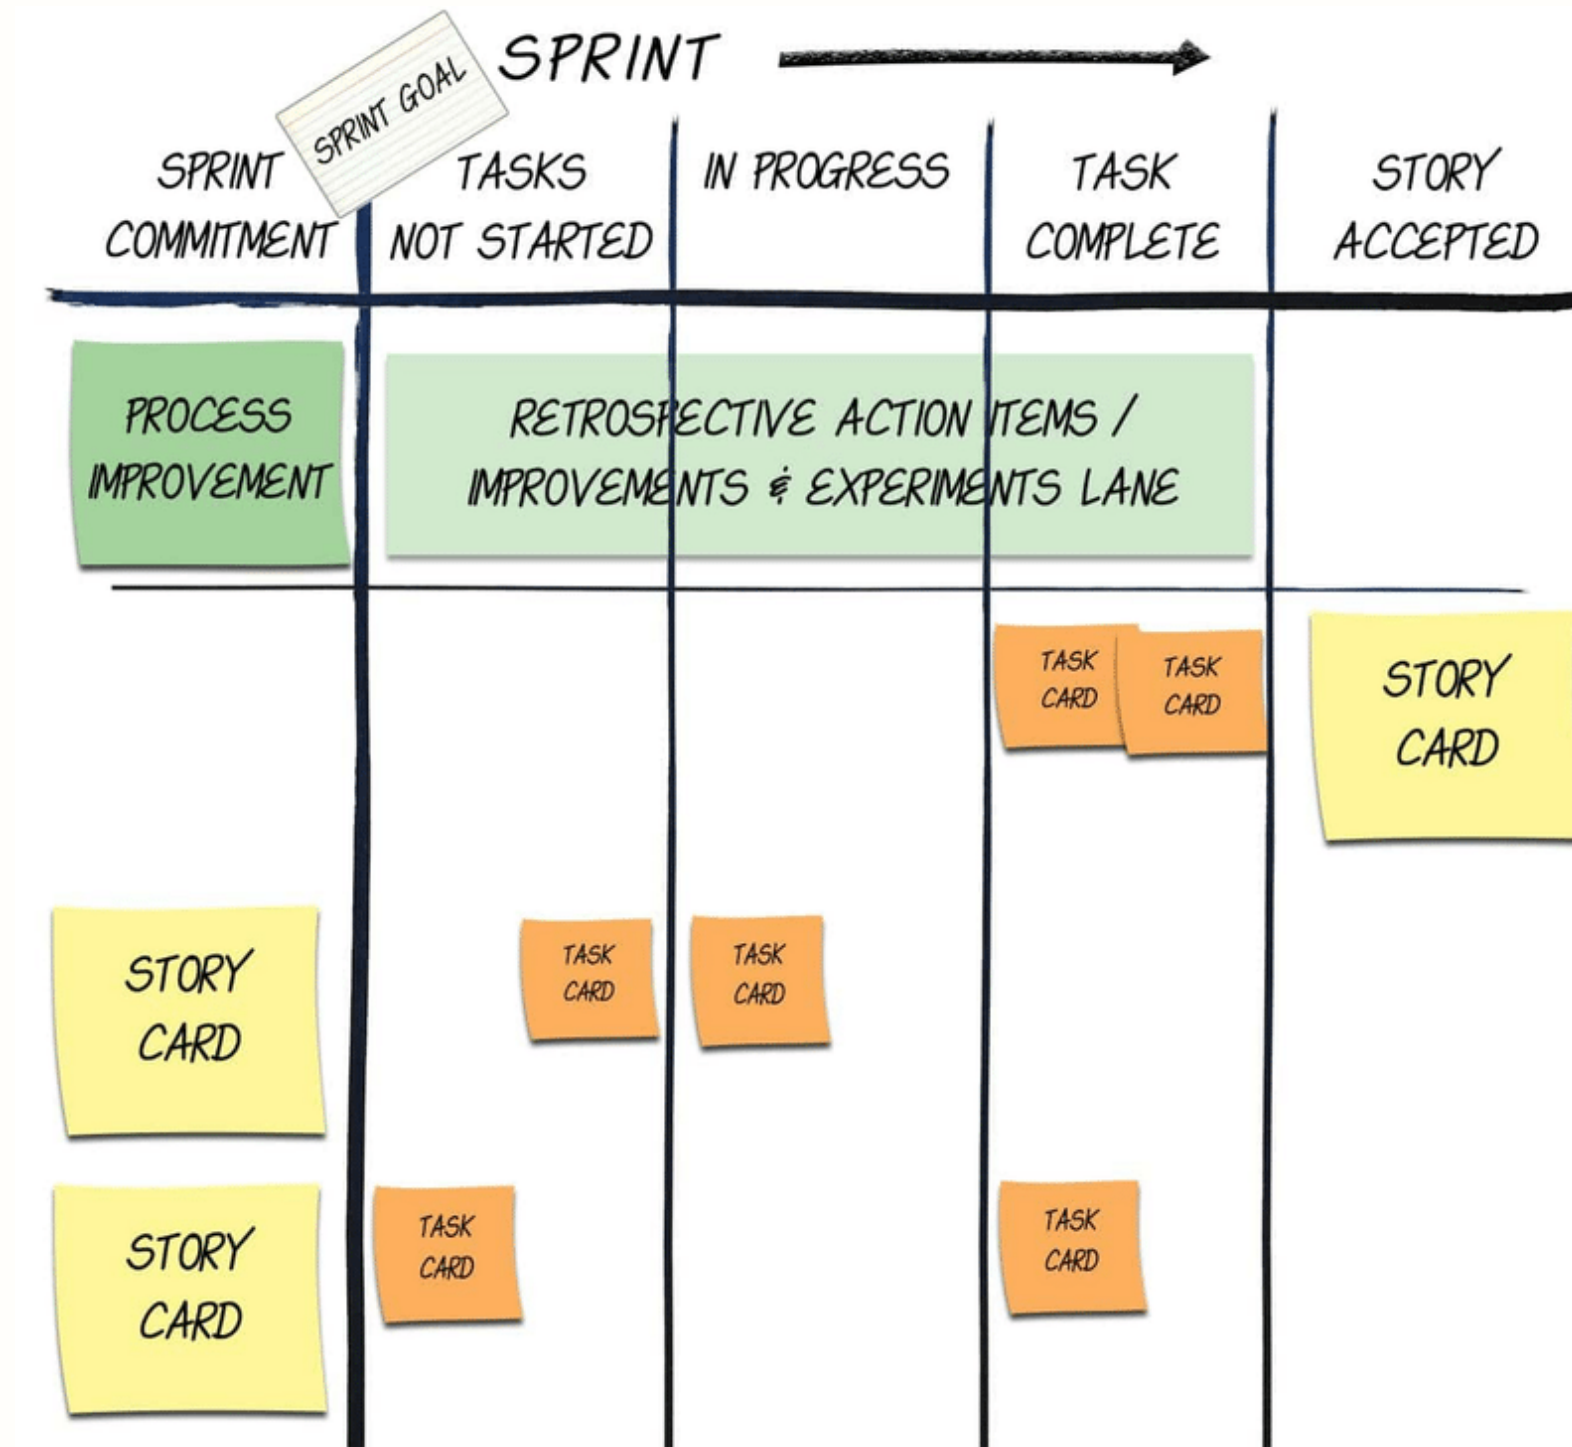 SPRINT
SPRINT GOAL
SPRINT
COMMITMENT
TASKS
NOT STARTED
IN PROGRESS
TASK
COMPLETE
STORY
ACCEPTED
PROCESS
IMPROVEMENT
RETROSPECTIVE ACTION ITEMS /
IMPROVEMENTS & EXPERIMENTS LANE
TASK
CARD
TASK
CARD
STORY
CARD
STORY
CARD
TASK
CARD
TASK
CARD
STORY
CARD
TASK
CARD
TASK
CARD